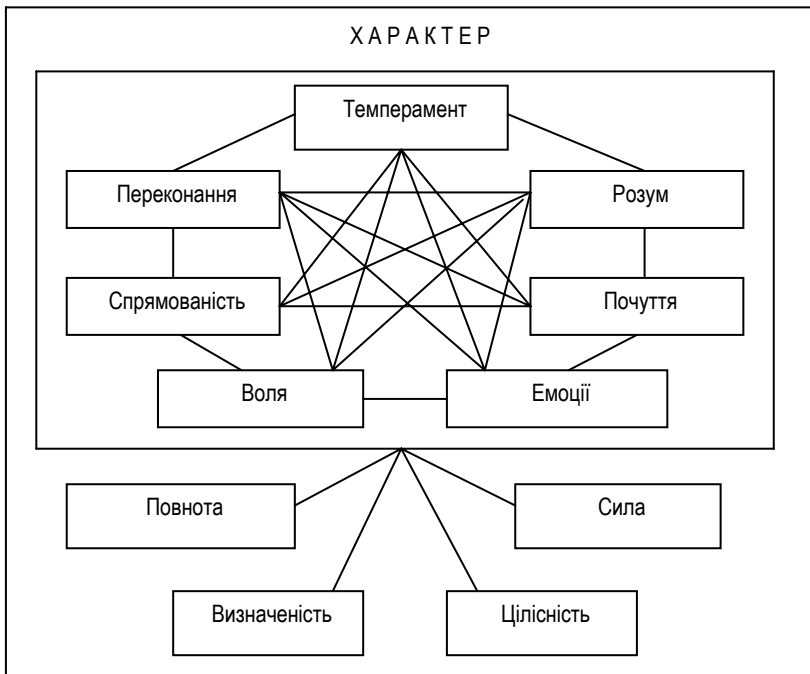 ХАРАКТЕР
Темперамент
Переконання
Розум
Спрямованість
Почуття
Воля
Емоції
Повнота
Сила
Визначеність
Цілісність